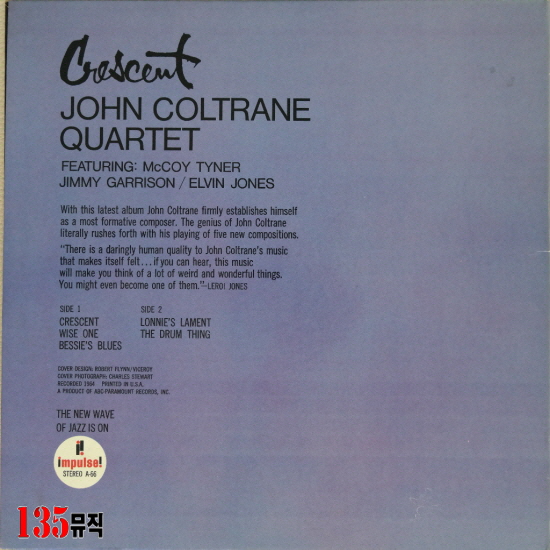 Crescent
JOHN COLTRANE
QUARTET
FEATURING: McCOY TYNER
JIMMY GARRISON / ELVIN JONES
With this latest album John Coltrane firmly establishes himself
as a most formative composer. The genius of John Coltrane
literally rushes forth with his playing of five new compositions.
“There is a daringly human quality to John Coltrane's music
that makes itself felt...if you can hear, this music
will make you think of a lot of weird and wonderful things.
You might even become one of them.”—LEROI JONES
SIDE 1
CRESCENT
WISE ONE
BESSIE'S BLUES
SIDE 2
LONNIE'S LAMENT
THE DRUM THING
COVER DESIGN: ROBERT FLYNN/VICEROY
COVER PHOTOGRAPH: CHARLES STEWART
RECORDED 1964 PRINTED IN U.S.A.
A PRODUCT OF ABC-PARAMOUNT RECORDS, INC.
THE NEW WAVE
OF JAZZ IS ON
i!
impulse!
STEREO A-66
135뮤직